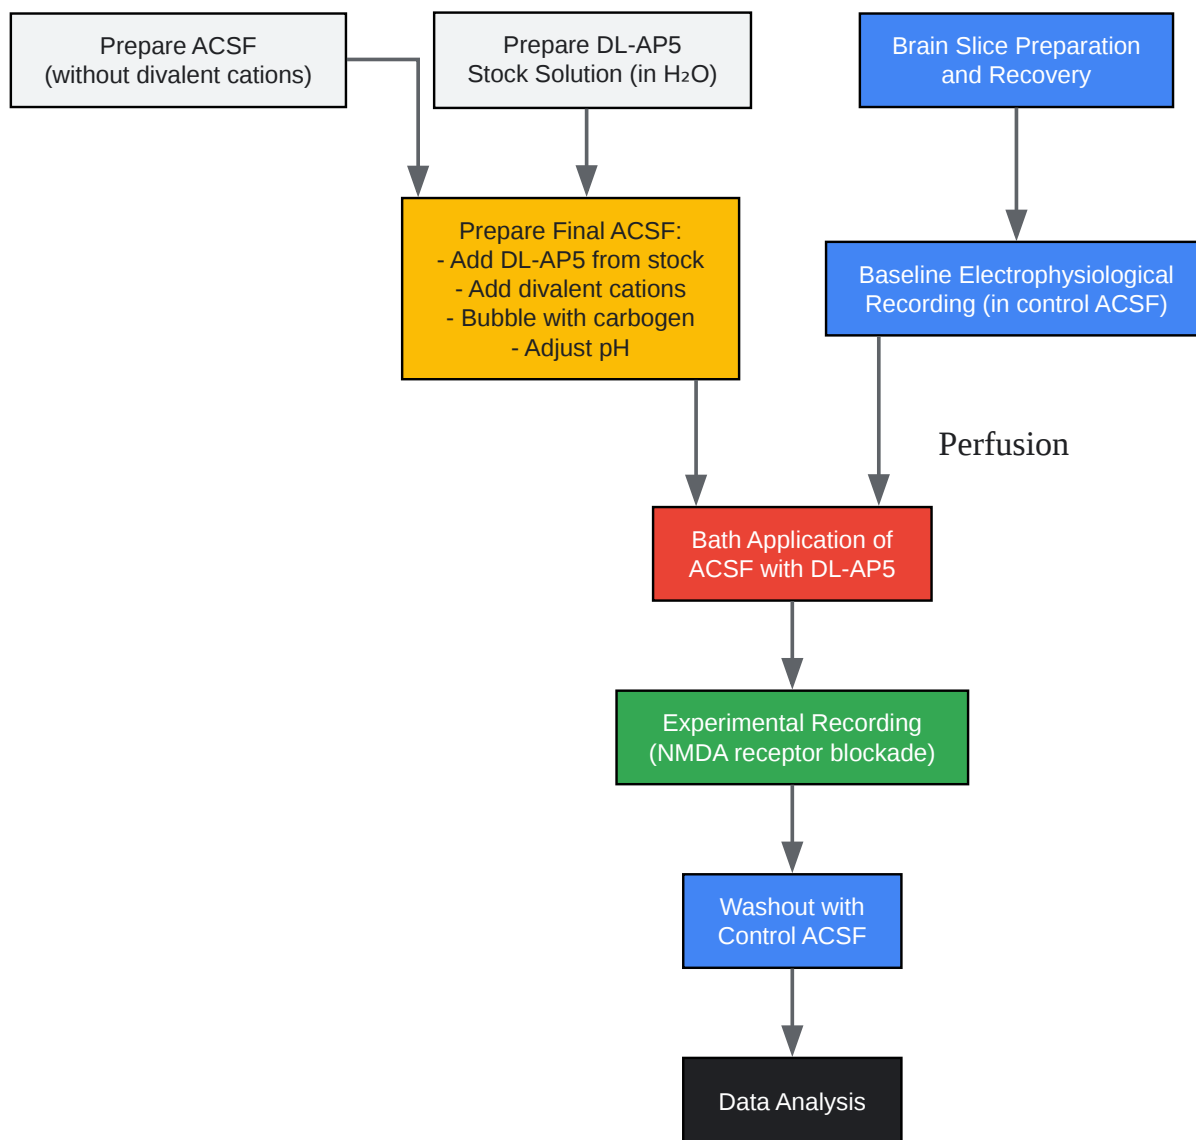 Prepare ACSF
(without divalent cations)
Prepare DL-AP5
Stock Solution (in H₂O)
Brain Slice Preparation
and Recovery
Prepare Final ACSF:
- Add DL-AP5 from stock
- Add divalent cations
- Bubble with carbogen
- Adjust pH
Baseline Electrophysiological
Recording (in control ACSF)
Perfusion
Bath Application of
ACSF with DL-AP5
Experimental Recording
(NMDA receptor blockade)
Washout with
Control ACSF
Data Analysis